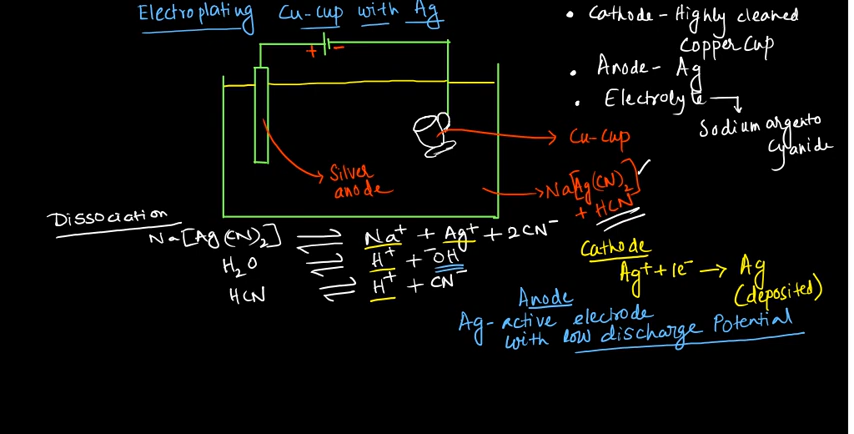 Electroplating Cu-cup with Ag
• Cathode - Highly cleaned
Copper Cup
• Anode - Ag
• Electrolyte →
Sodium argento
Cyanide
+ -
Cu-cup
Silver
anode
Na[Ag(CN)2]
+ HCN
Dissociation
Na[Ag(CN)2] ⇌ Na+ + Ag+ + 2CN-
H2O ⇌ H+ + -OH
HCN ⇌ H+ + CN-
Cathode
Ag+ + 1e- → Ag
(deposited)
Anode
Ag - active electrode
with low discharge Potential